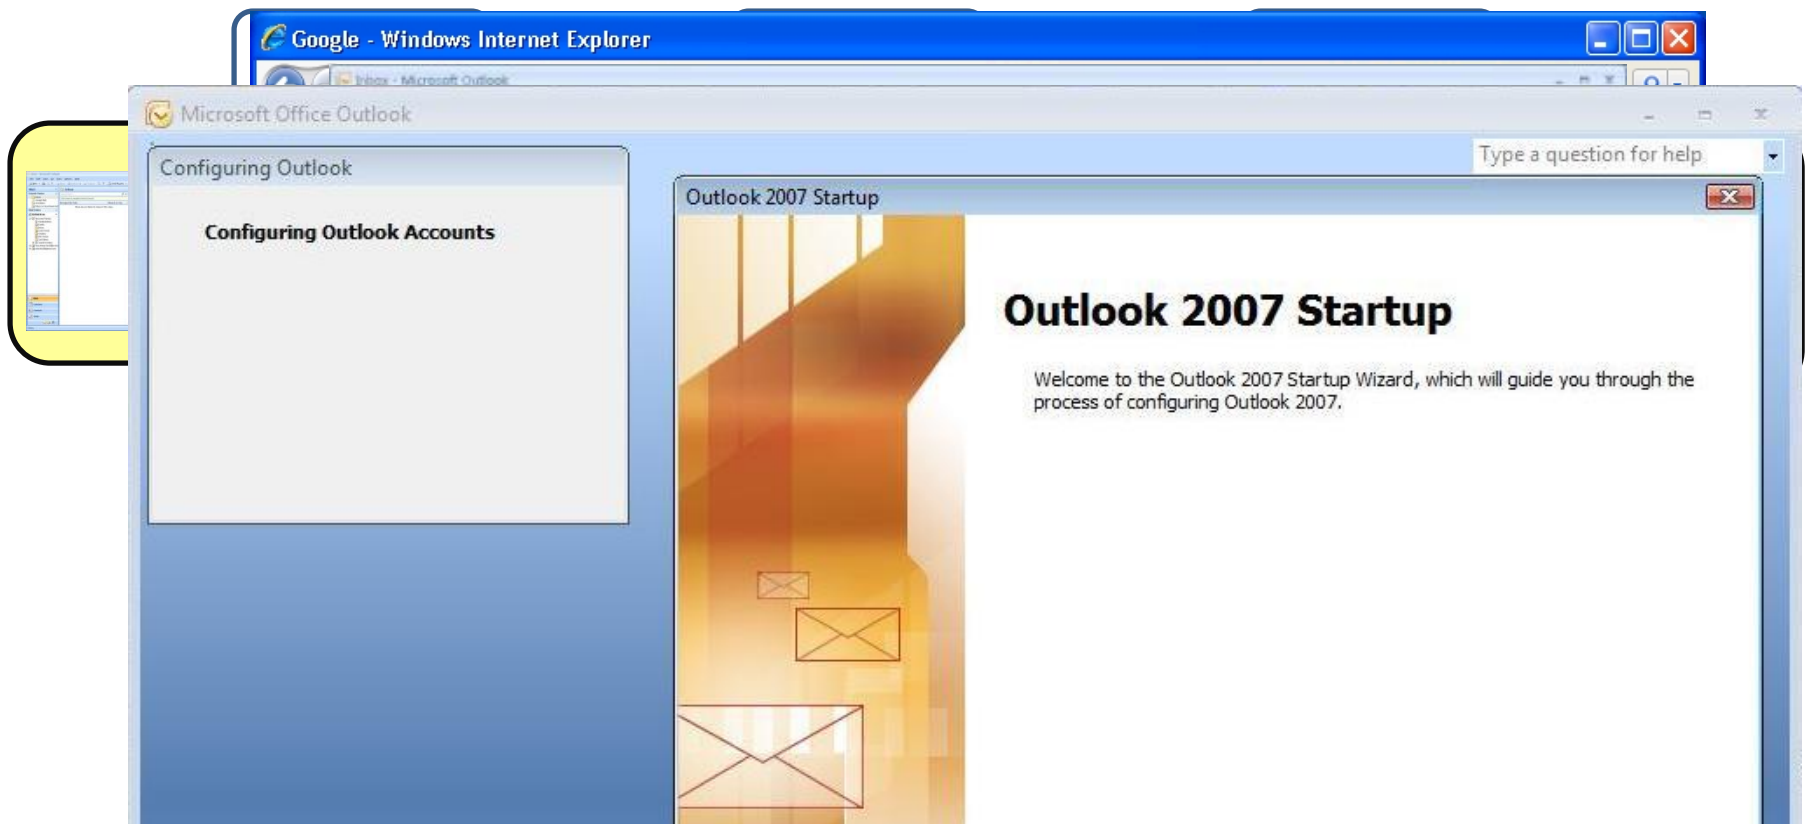 Google - Windows Internet Explorer
Inbox - Microsoft Outlook
Microsoft Office Outlook
Type a question for help
Configuring Outlook
Configuring Outlook Accounts
Outlook 2007 Startup
Outlook 2007 Startup
Welcome to the Outlook 2007 Startup Wizard, which will guide you through the
process of configuring Outlook 2007.